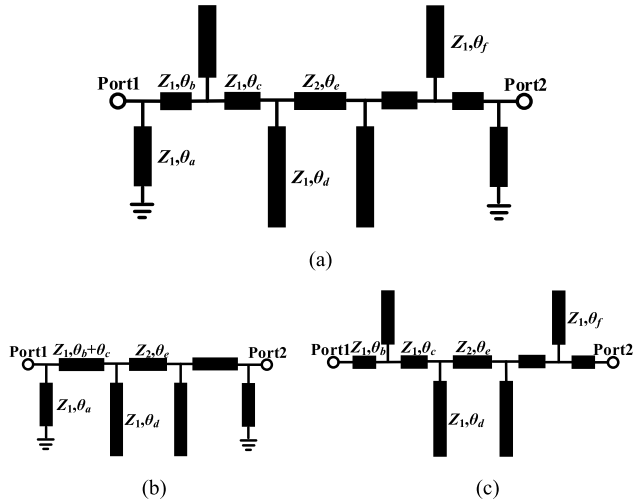 Z₁,θf
Port1 Z₁,θb Z₁,θc Z₂,θe Port2
Z₁,θa
Z₁,θd
(a)
Z₁,θf
Port1 Z₁,θb+θc Z₂,θe Port2
Port1 Z₁,θb Z₁,θc Z₂,θe Port2
Z₁,θa Z₁,θd
Z₁,θd
(b) (c)